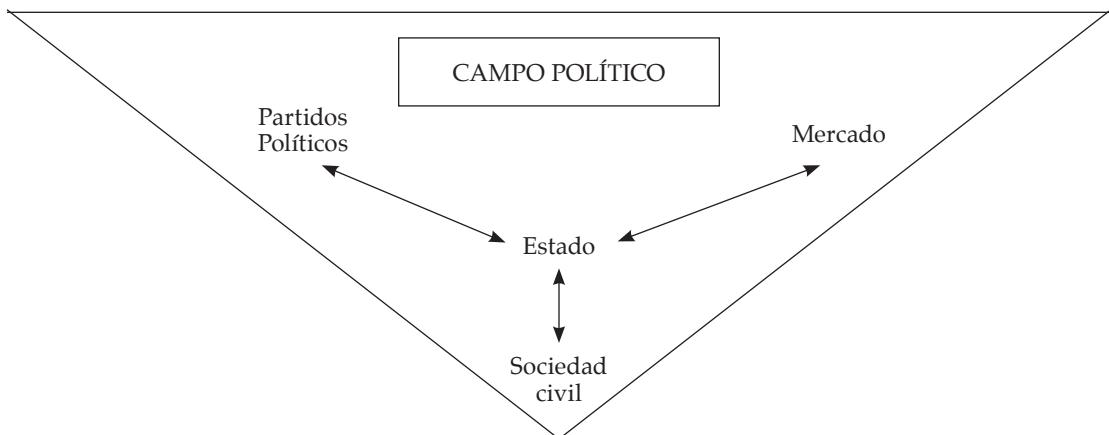 CAMPO POLÍTICO
Partidos
Políticos
Mercado
Estado
Sociedad
civil